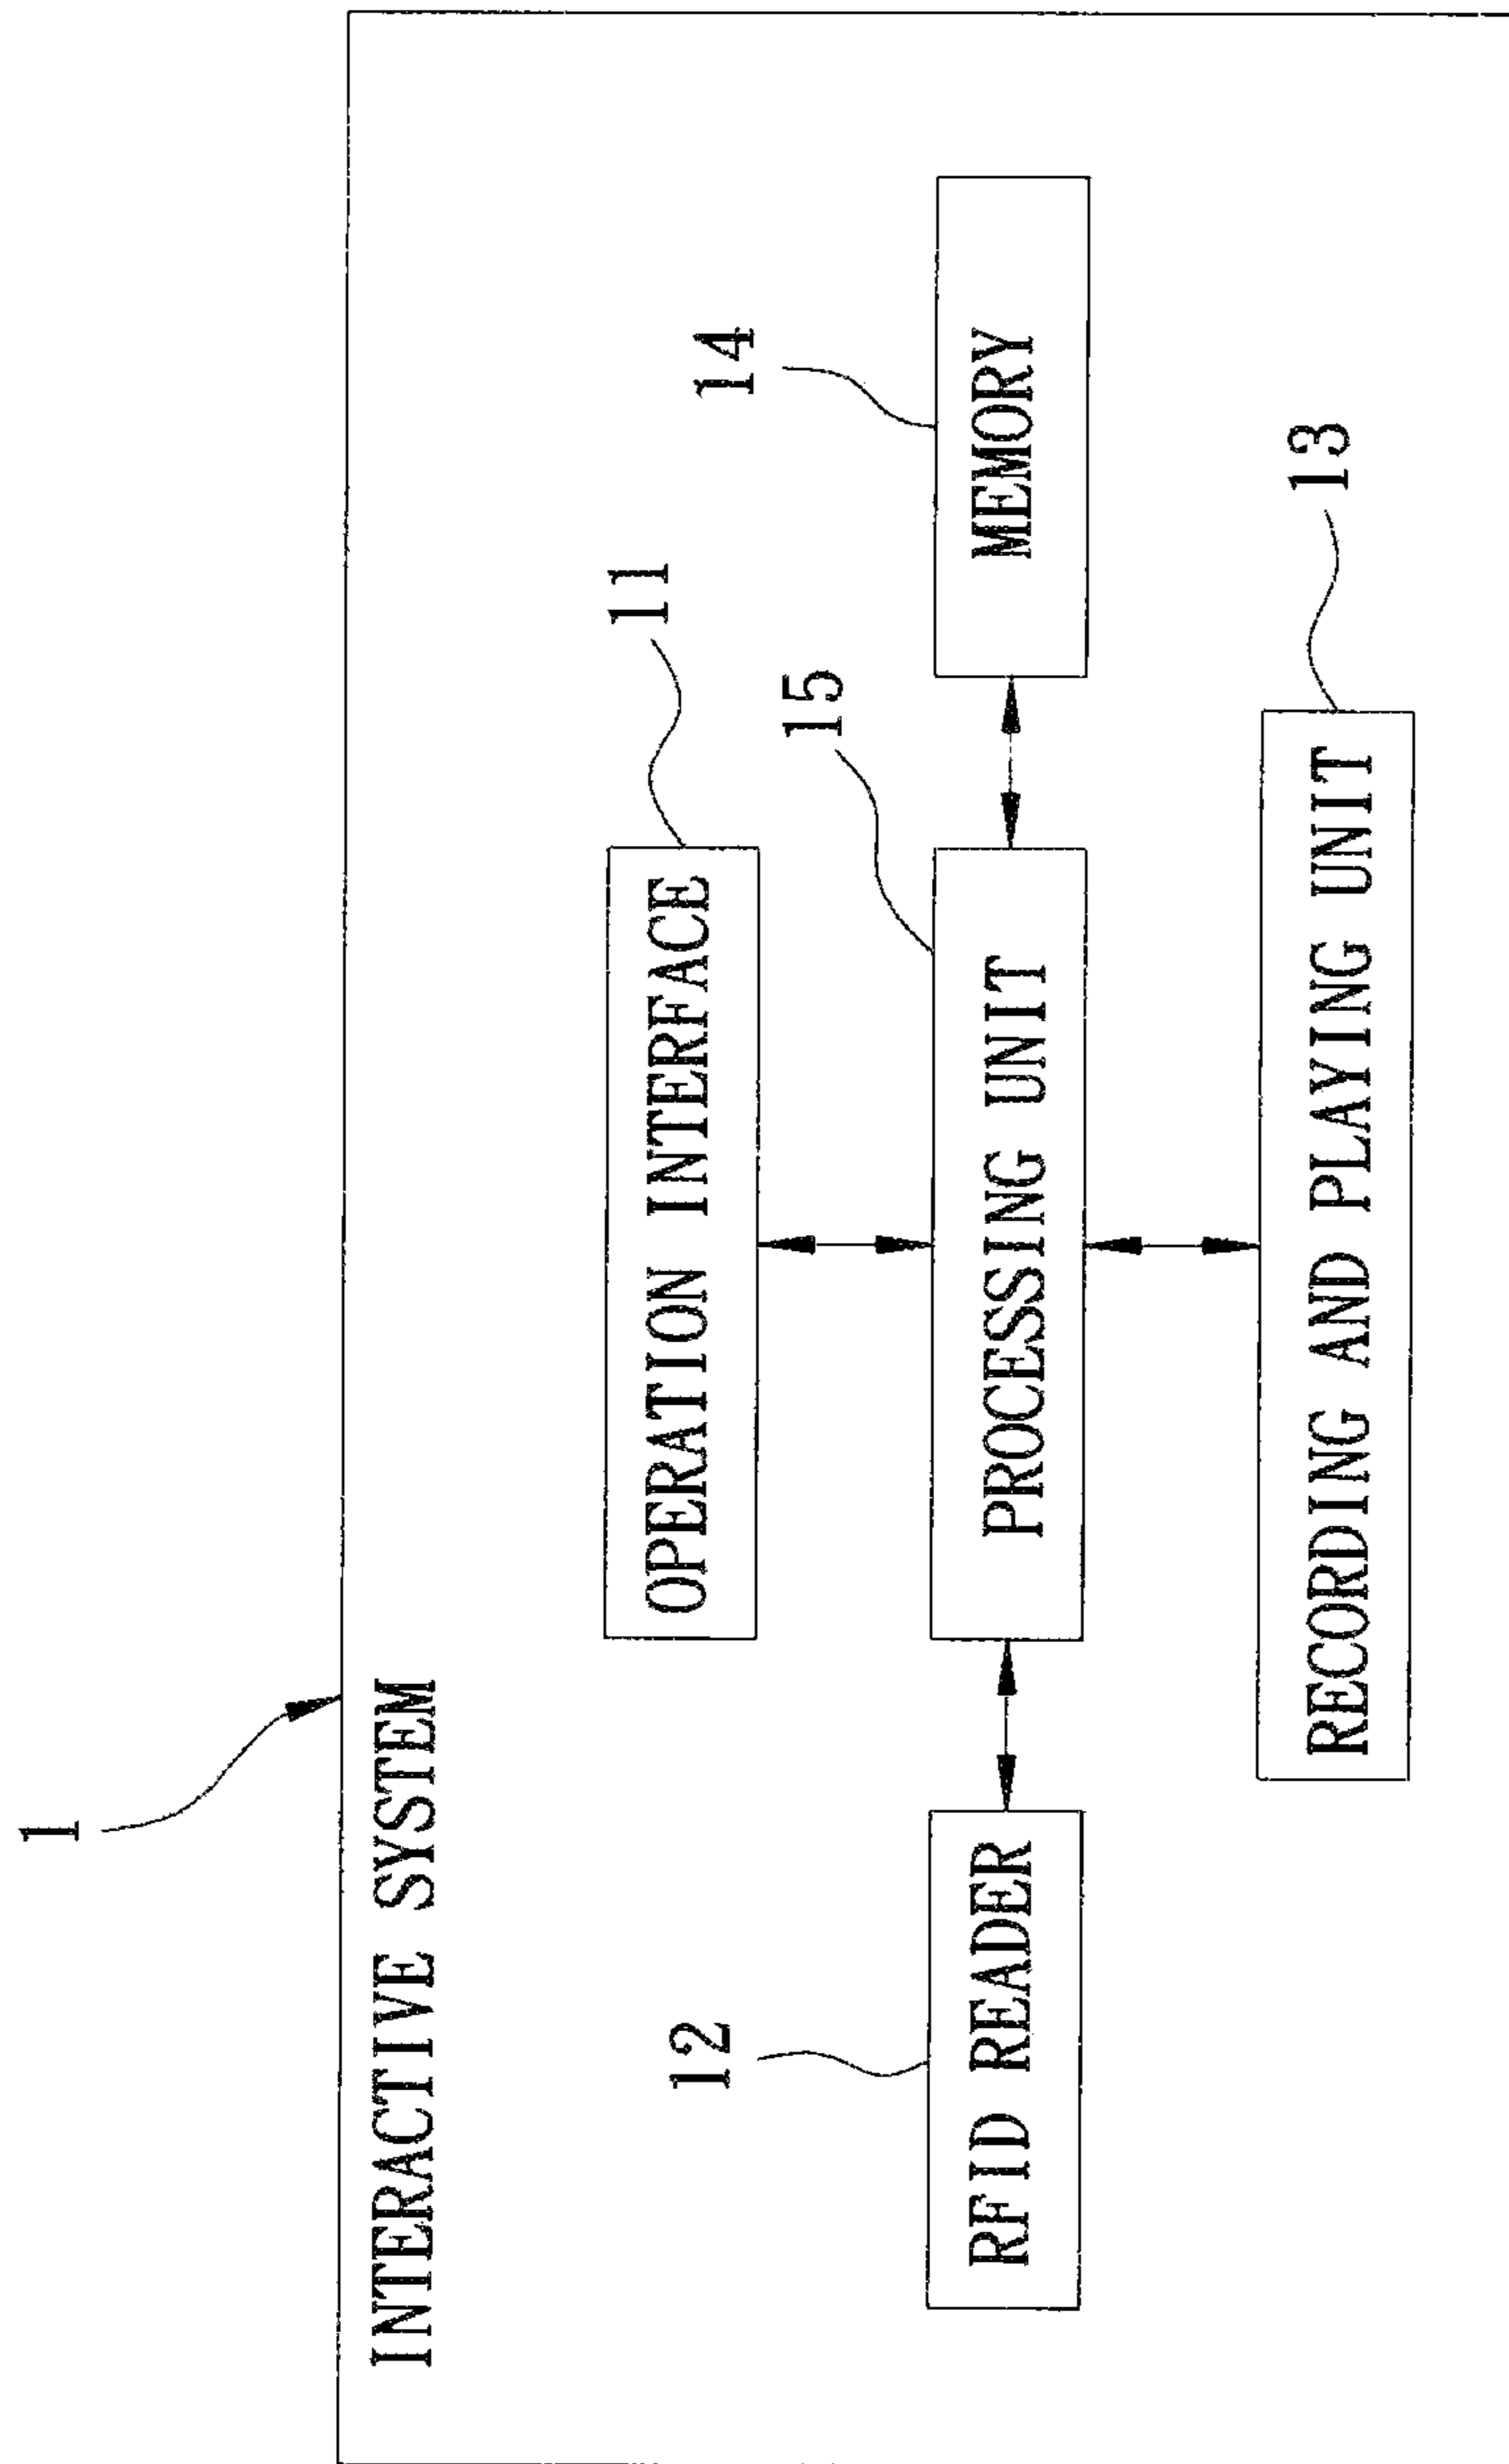 1
INTERACTIVE SYSTEM
11
OPERATION INTERFACE
12
RFID READER
15
PROCESSING UNIT
14
MEMORY
13
RECORDING AND PLAYING UNIT